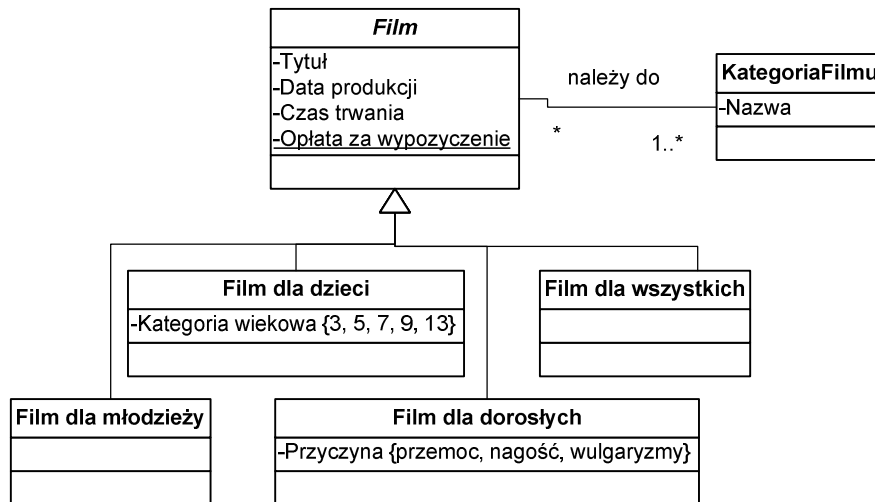 Film
-Tytuł
-Data produkcji
-Czas trwania
-Opłata za wypozyczenie
należy do
*
1..*
KategoriaFilmu
-Nazwa
Film dla dzieci
-Kategoria wiekowa {3, 5, 7, 9, 13}
Film dla wszystkich
Film dla młodzieży
Film dla dorosłych
-Przyczyna {przemoc, nagość, wulgaryzmy}